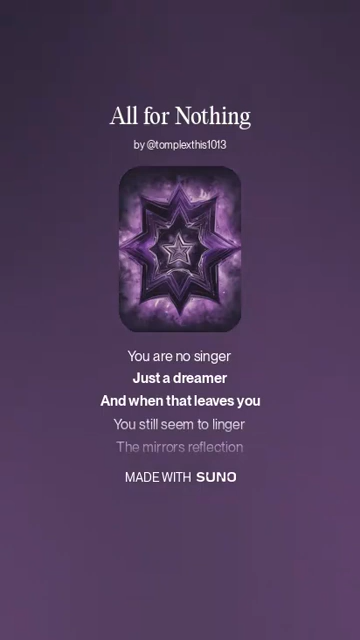 All for Nothing
by @tomplexthis1013
You are no singer
Just a dreamer
And when that leaves you
You still seem to linger
The mirrors reflection
MADE WITH SUNO